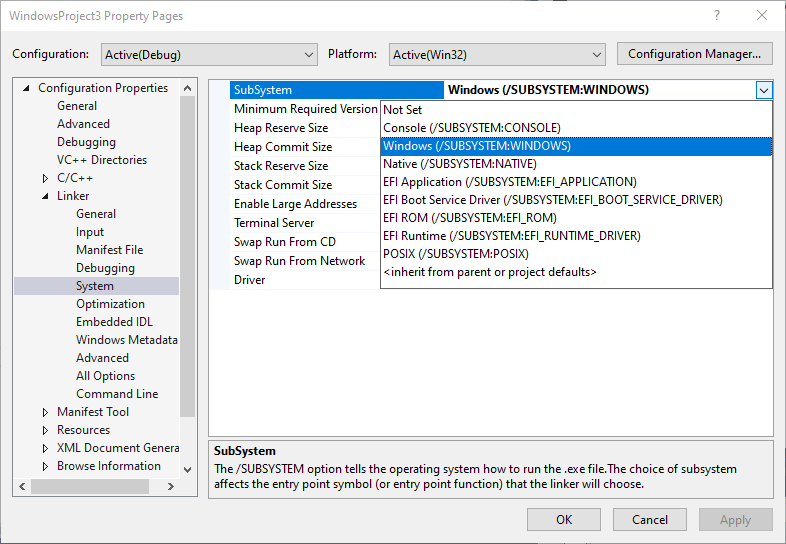 WindowsProject3 Property Pages
Configuration: Active(Debug) Platform: Active(Win32) Configuration Manager...
Configuration Properties
General
Advanced
Debugging
VC++ Directories
C/C++
Linker
General
Input
Manifest File
Debugging
System
Optimization
Embedded IDL
Windows Metadata
Advanced
All Options
Command Line
Manifest Tool
Resources
XML Document Genera
Browse Information
SubSystem Windows (/SUBSYSTEM:WINDOWS)
Minimum Required Version
Heap Reserve Size
Heap Commit Size
Stack Reserve Size
Stack Commit Size
Enable Large Addresses
Terminal Server
Swap Run From CD
Swap Run From Network
Driver
Not Set
Console (/SUBSYSTEM:CONSOLE)
Windows (/SUBSYSTEM:WINDOWS)
Native (/SUBSYSTEM:NATIVE)
EFI Application (/SUBSYSTEM:EFI_APPLICATION)
EFI Boot Service Driver (/SUBSYSTEM:EFI_BOOT_SERVICE_DRIVER)
EFI ROM (/SUBSYSTEM:EFI_ROM)
EFI Runtime (/SUBSYSTEM:EFI_RUNTIME_DRIVER)
POSIX (/SUBSYSTEM:POSIX)
<inherit from parent or project defaults>
SubSystem
The /SUBSYSTEM option tells the operating system how to run the .exe file.The choice of subsystem
affects the entry point symbol (or entry point function) that the linker will choose.
OK Cancel Apply